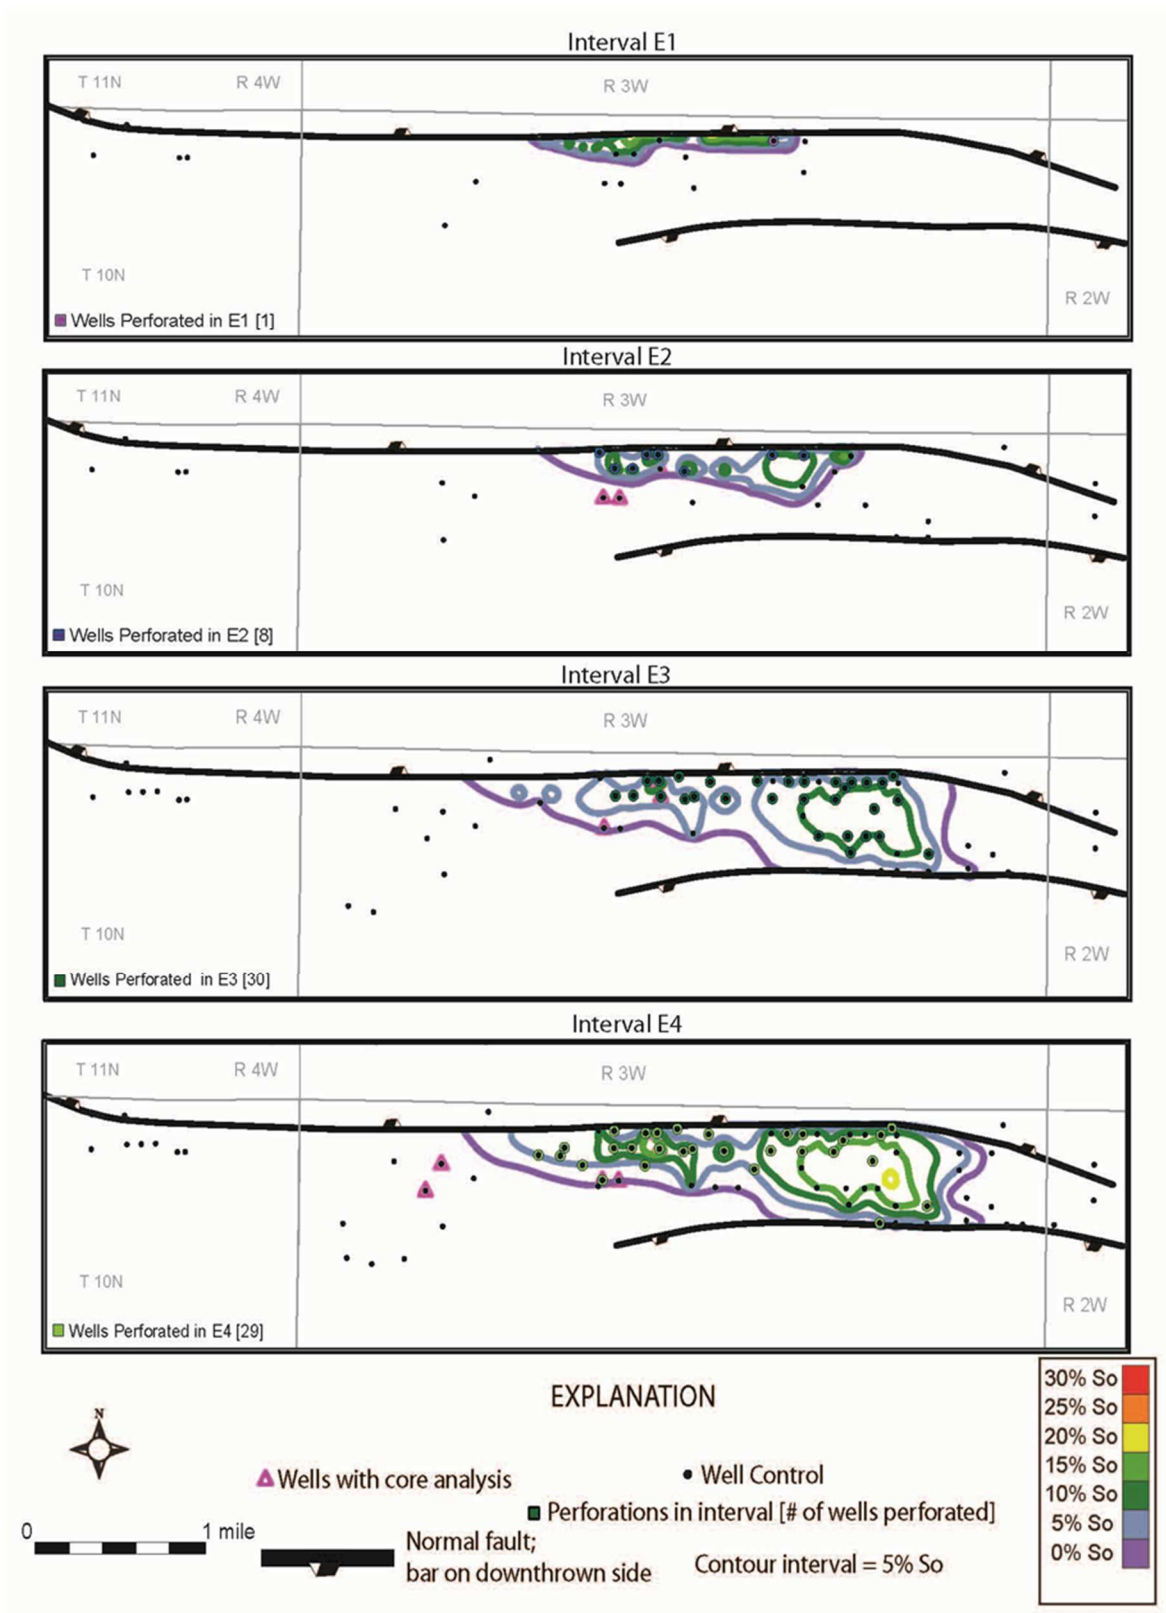 Interval E1
T 11N R 4W R 3W
T 10N
R 2W
Wells Perforated in E1 [1]
Interval E2
T 11N R 4W R 3W
T 10N
R 2W
Wells Perforated in E2 [8]
Interval E3
T 11N R 4W R 3W
T 10N
R 2W
Wells Perforated in E3 [30]
Interval E4
T 11N R 4W R 3W
T 10N
R 2W
Wells Perforated in E4 [29]
EXPLANATION
N
Wells with core analysis
Well Control
Perforations in interval [# of wells perforated]
0 1 mile
Normal fault;
bar on downthrown side
Contour interval = 5% So
30% So
25% So
20% So
15% So
10% So
5% So
0% So